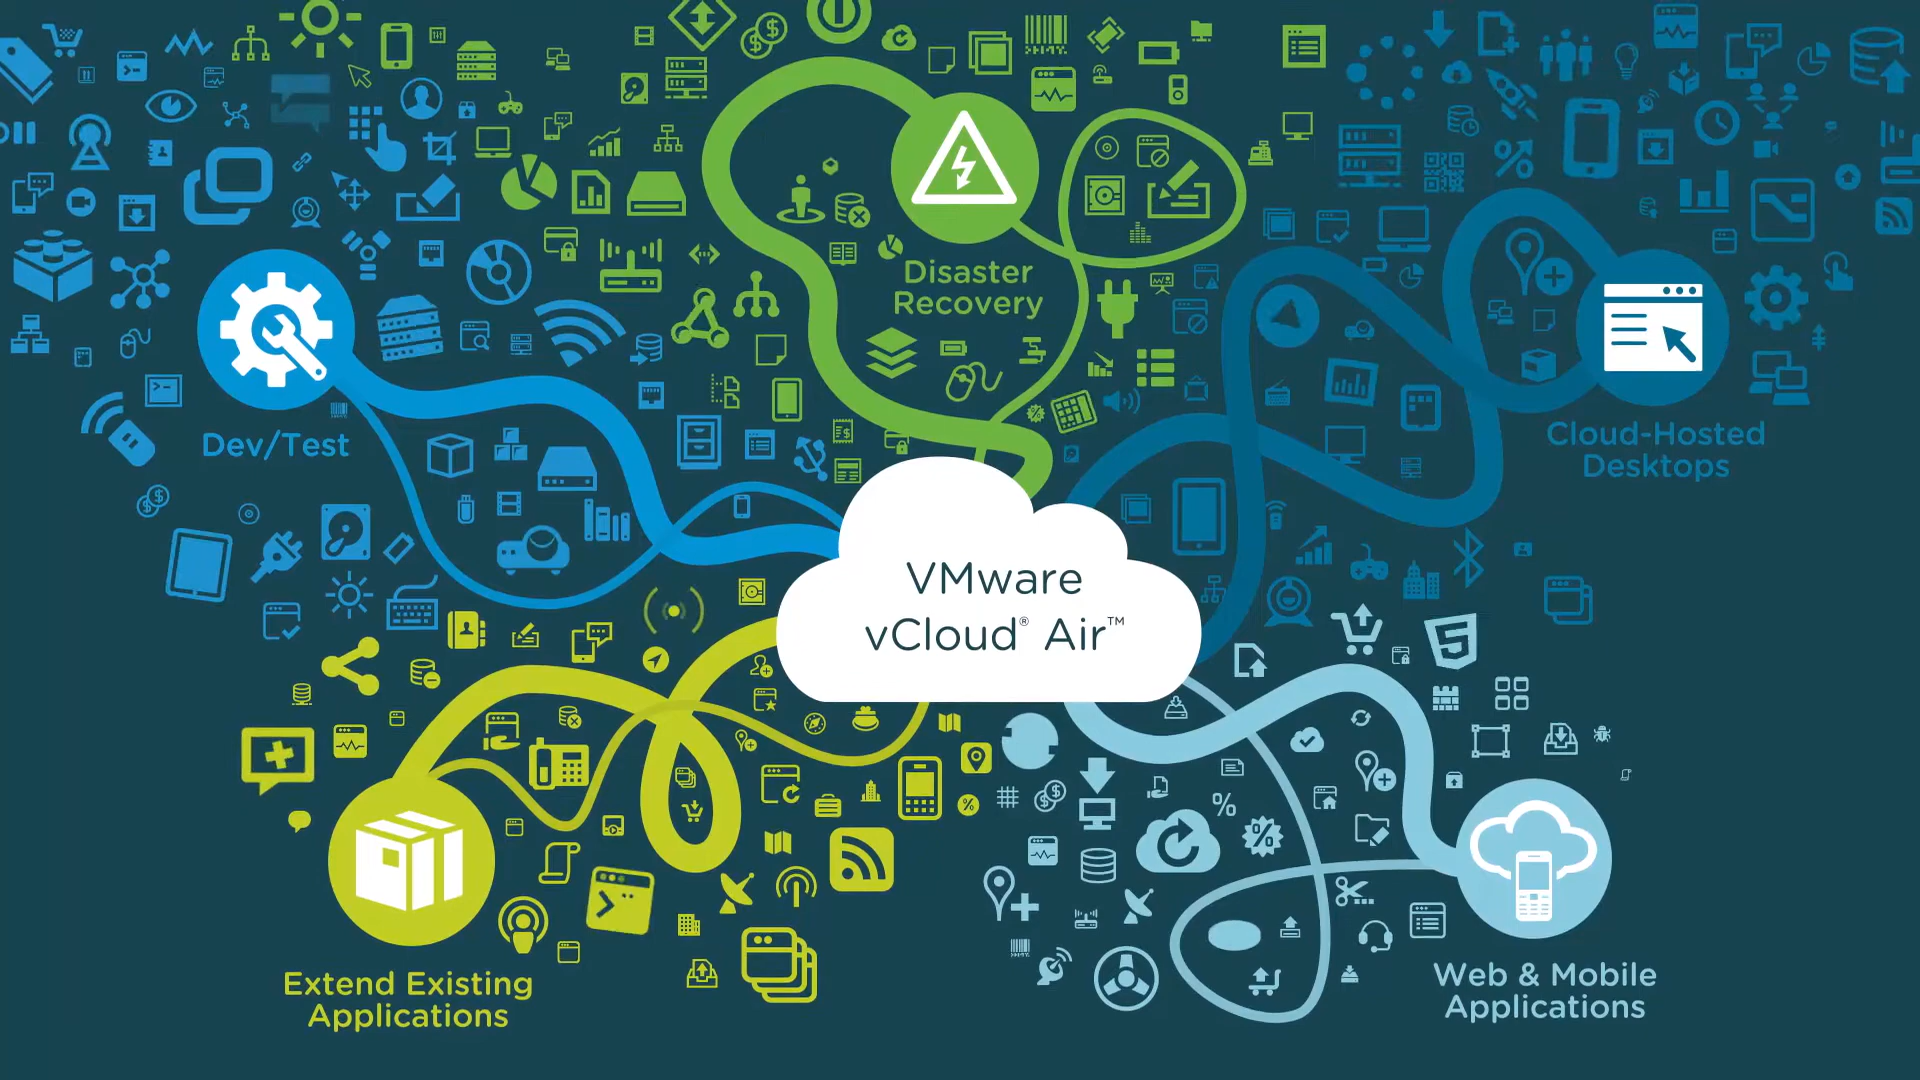 Disaster
Recovery
Dev/Test
Cloud-Hosted
Desktops
VMware
vCloud® Air™
Extend Existing
Applications
Web & Mobile
Applications